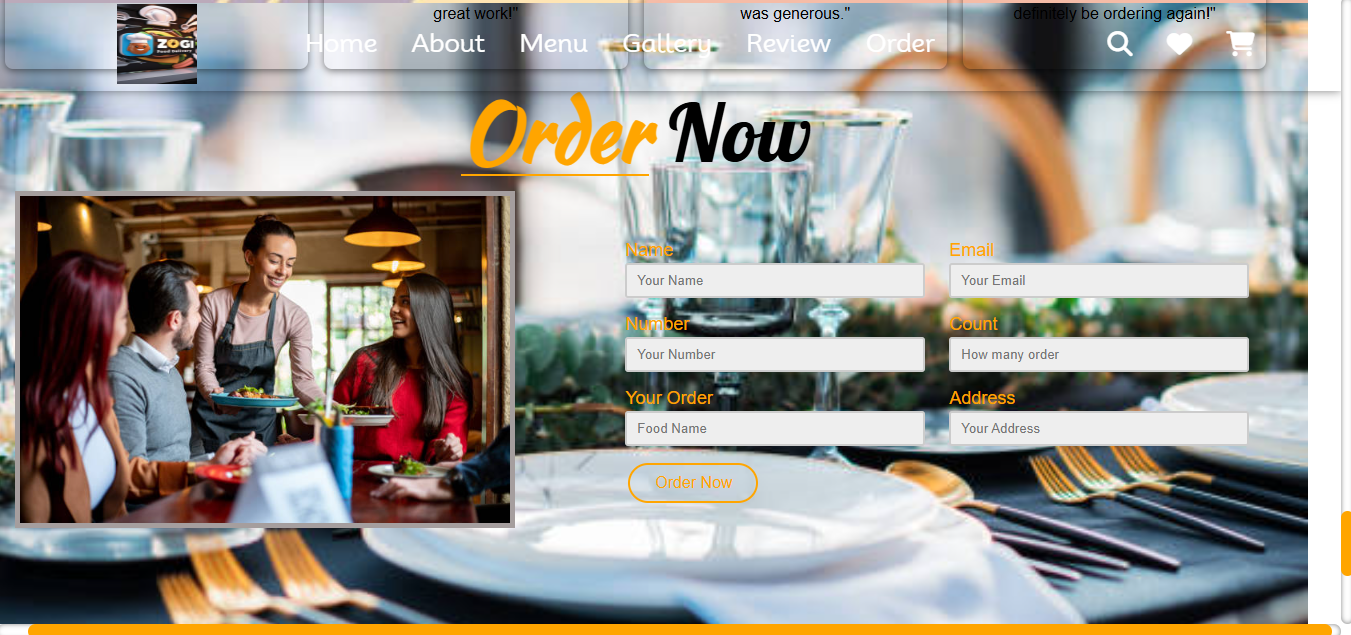 great work!"
was generous."
definitely be ordering again!"
ZOGI
Food Delivery
Home About Menu Gallery Review Order
Order Now
Name Email
Your Name Your Email
Number Count
Your Number How many order
Your Order Address
Food Name Your Address
Order Now